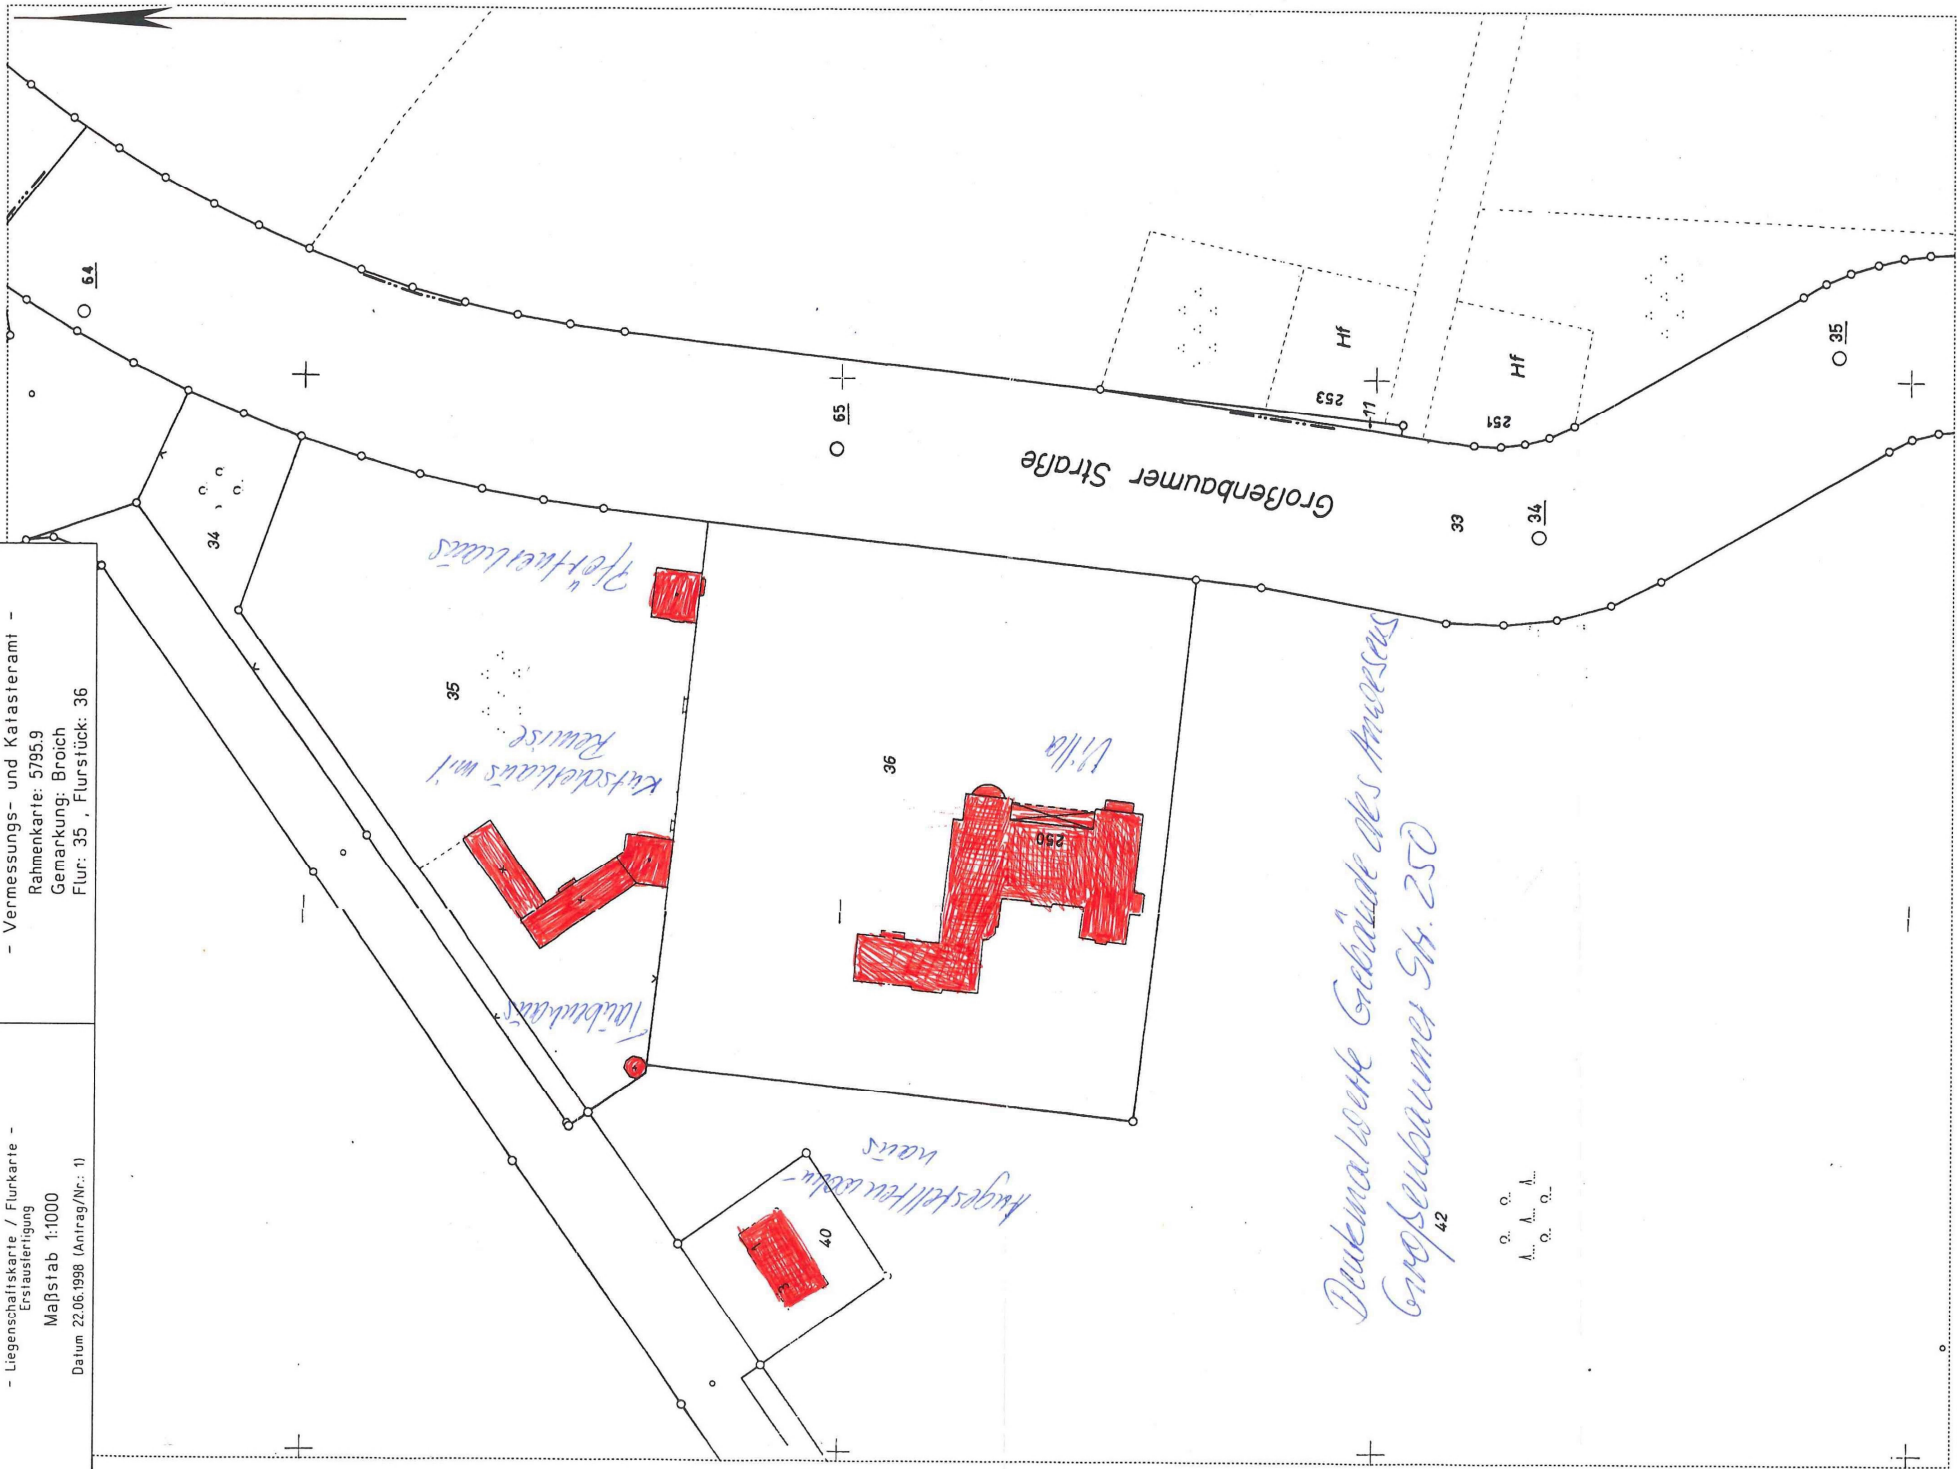 - Liegenschaftskarte / Flurkarte -
Erstausfertigung
Maßstab 1:1000
Datum 22.06.1998 (Antrag/Nr.: 1)
- Vermessungs- und Katasteramt -
Rahmenkarte: 5795.9
Gemarkung: Broich
Flur: 35 , Flurstück: 36
64
34
Pförtnerhaus
35
Kutscherhaus mit
Remise
Taubenhaus
65
Großenbaumer Straße
36
Villa
250
Angestelltenwohn-
haus
40
Hf
253
11
Hf
251
33
34
35
Denkmalwerte Gebäude des Anwesens
Großenbaumer Str. 250
42